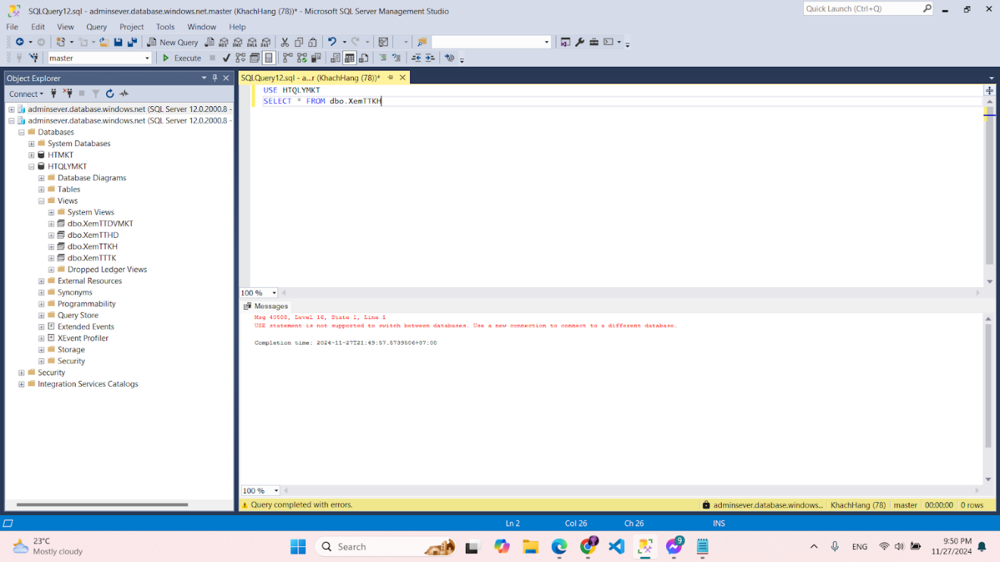 SQLQuery12.sql - adminsever.database.windows.net.master (KhachHang (78))* - Microsoft SQL Server Management Studio
Quick Launch (Ctrl+Q)
File Edit View Query Project Tools Window Help
New Query
MDX DMX XMLA DAX
master
Execute
Object Explorer
SQLQuery12.sql - a...r (KhachHang (78))*
Connect
adminsever.database.windows.net (SQL Server 12.0.2000.8 -
adminsever.database.windows.net (SQL Server 12.0.2000.8 -
Databases
System Databases
HTMKT
HTQLYMKT
Database Diagrams
Tables
Views
System Views
dbo.XemTTDVMKT
dbo.XemTTHD
dbo.XemTTKH
dbo.XemTTTK
Dropped Ledger Views
External Resources
Synonyms
Programmability
Query Store
Extended Events
XEvent Profiler
Storage
Security
Security
Integration Services Catalogs
USE HTQLYMKT
SELECT * FROM dbo.XemTTKH
100 %
Messages
Msg 40508, Level 16, State 1, Line 1
USE statement is not supported to switch between databases. Use a new connection to connect to a different database.
Completion time: 2024-11-27T21:49:57.5739506+07:00
100 %
Query completed with errors.
adminsever.database.windows... KhachHang (78) master 00:00:00 0 rows
Ln 2 Col 26 Ch 26 INS
23°C
Mostly cloudy
Search
9
ENG
9:50 PM
11/27/2024